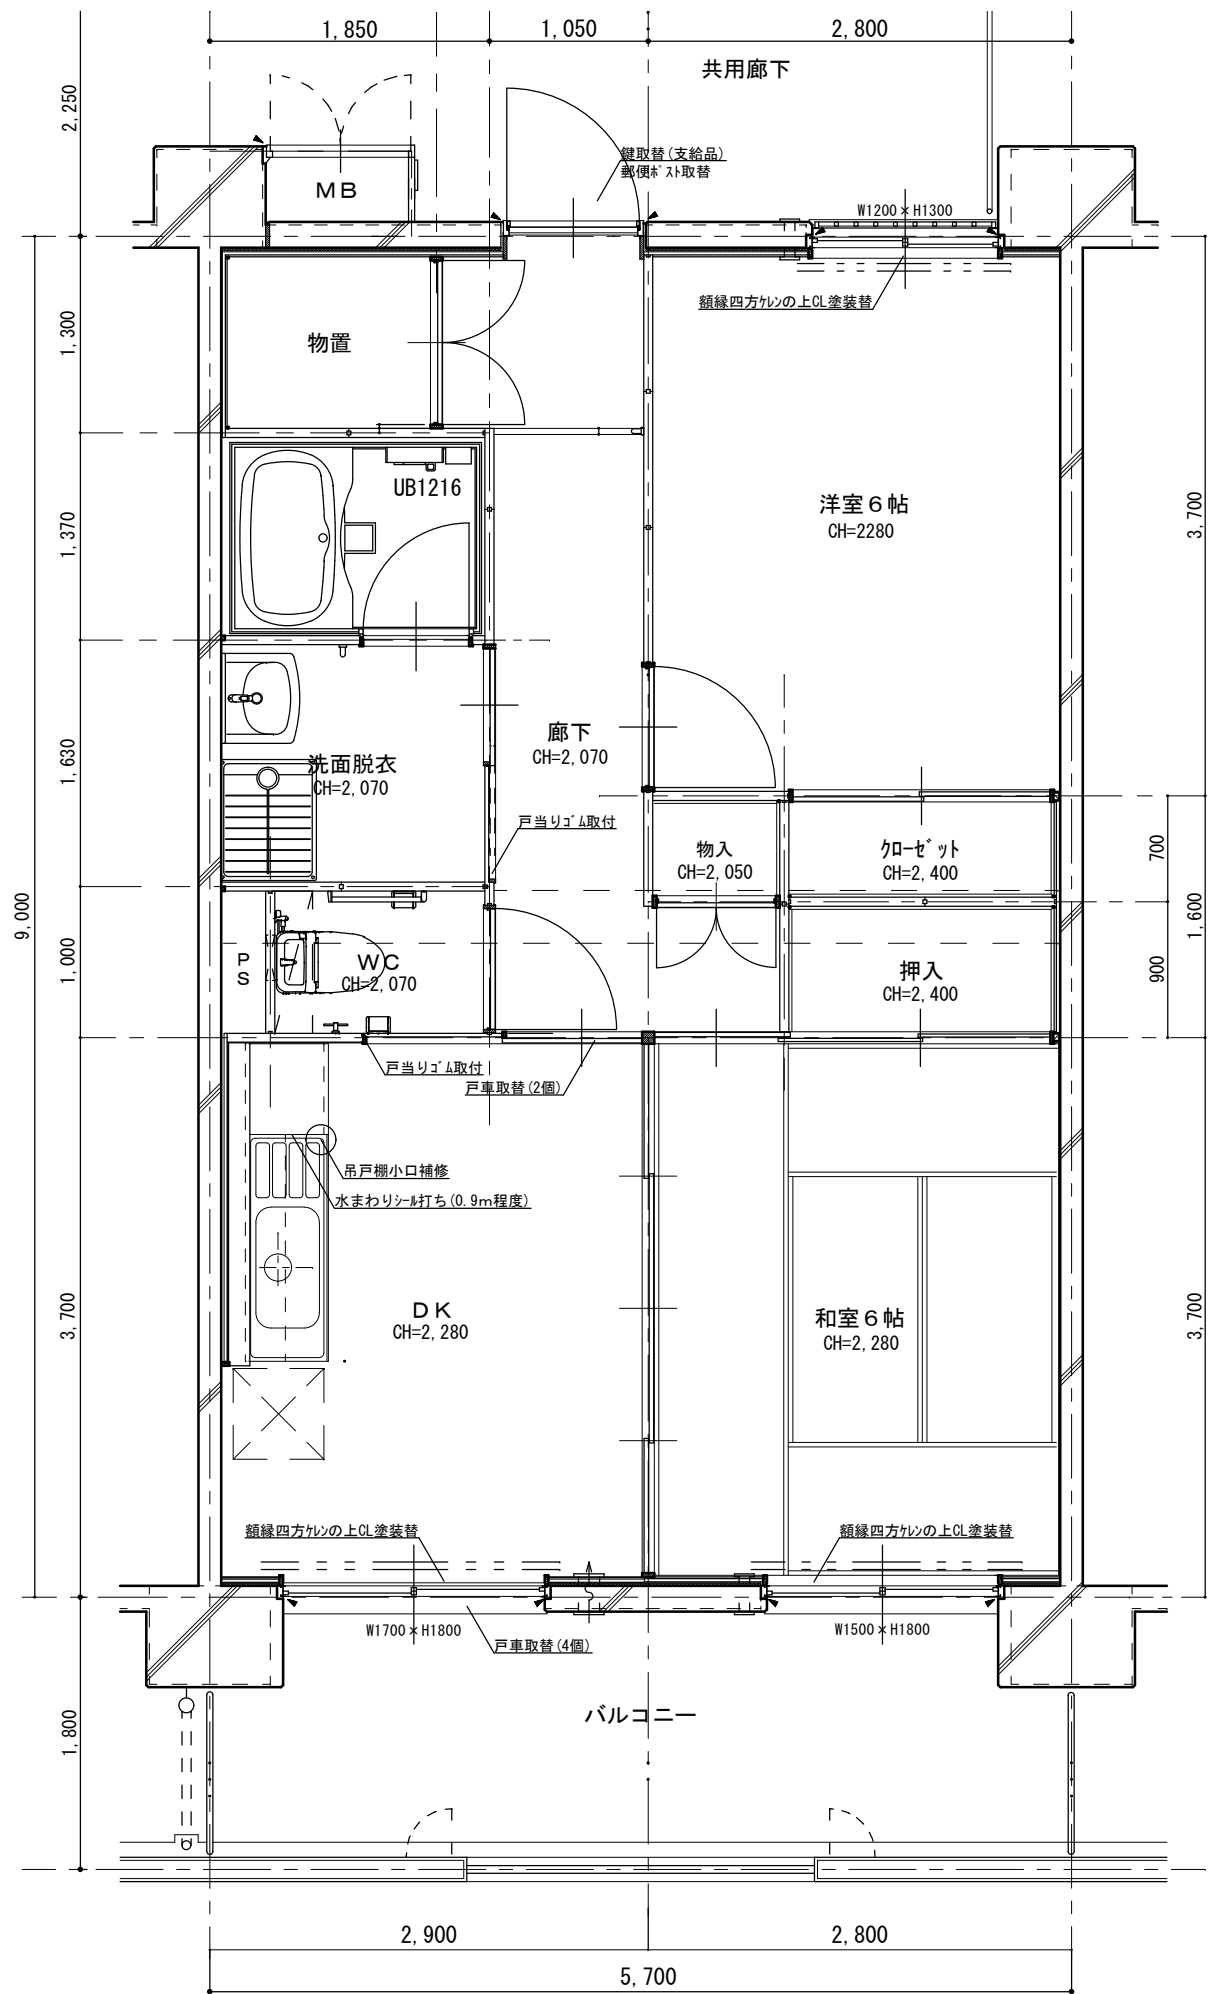 1,850
1,050
2,800
共用廊下
2,250
MB
鍵取替(支給品)
郵便ﾎﾟｽﾄ取替
W1200×H1300
額縁四方ｹﾚﾝの上CL塗装替
1,300
物置
UB1216
洋室６帖
CH=2280
1,370
3,700
廊下
CH=2,070
洗面脱衣
CH=2,070
1,630
戸当りｺﾞﾑ取付
物入
CH=2,050
ｸﾛｰｾﾞｯﾄ
CH=2,400
700
9,000
1,600
PS
WC
CH=2,070
押入
CH=2,400
1,000
900
戸当りｺﾞﾑ取付
戸車取替(2個)
吊戸棚小口補修
水まわりｼｰﾙ打ち(0.9m程度)
DK
CH=2,280
和室６帖
CH=2,280
3,700
3,700
額縁四方ｹﾚﾝの上CL塗装替
額縁四方ｹﾚﾝの上CL塗装替
W1700×H1800
W1500×H1800
戸車取替(4個)
バルコニー
1,800
2,900
2,800
5,700